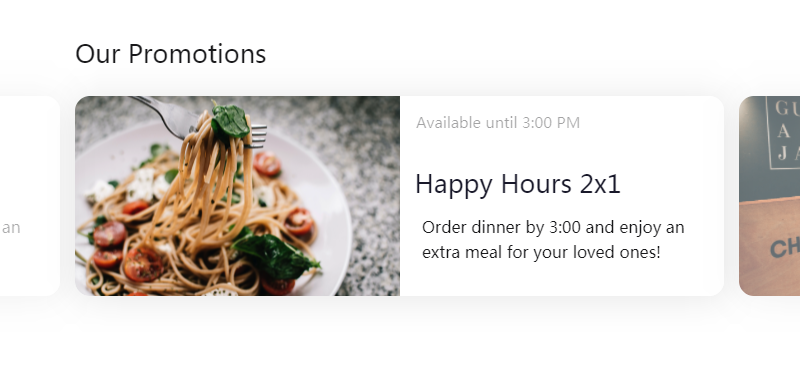 Our Promotions
Available until 3:00 PM
Happy Hours 2x1
an
Order dinner by 3:00 and enjoy an
extra meal for your loved ones!